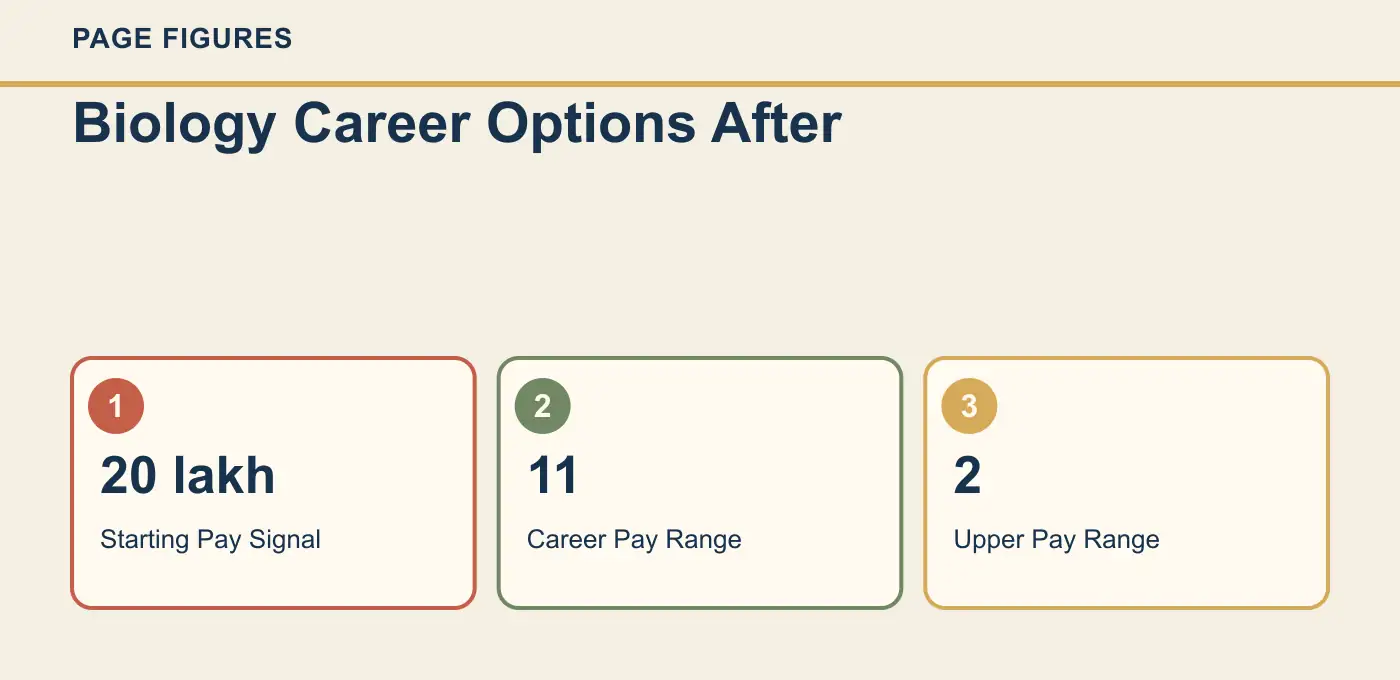 PAGE FIGURES
Biology Career Options After
1
20 lakh
Starting Pay Signal
2
11
Career Pay Range
3
2
Upper Pay Range